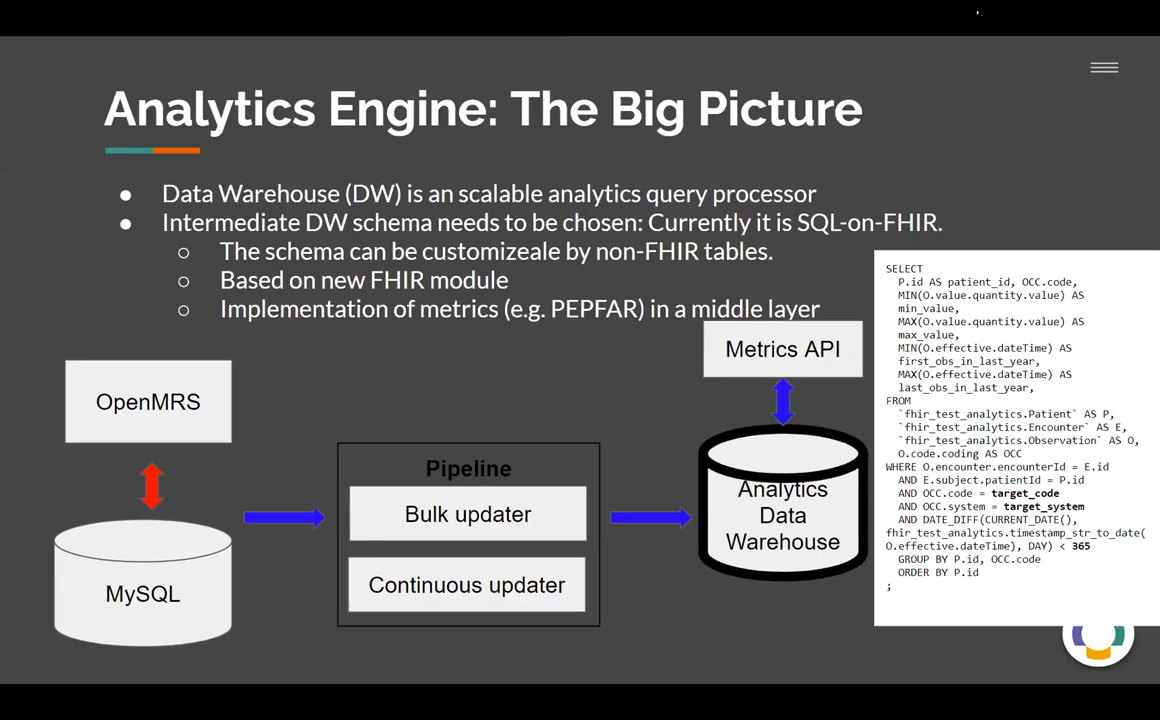 Analytics Engine: The Big Picture
● Data Warehouse (DW) is an scalable analytics query processor
● Intermediate DW schema needs to be chosen: Currently it is SQL-on-FHIR.
○ The schema can be customizeale by non-FHIR tables.
○ Based on new FHIR module
○ Implementation of metrics (e.g. PEPFAR) in a middle layer
OpenMRS
MySQL
Pipeline
Bulk updater
Continuous updater
Metrics API
Analytics
Data
Warehouse
SELECT
P.id AS patient_id, OCC.code,
MIN(O.value.quantity.value) AS
min_value,
MAX(O.value.quantity.value) AS
max_value,
MIN(O.effective.dateTime) AS
first_obs_in_last_year,
MAX(O.effective.dateTime) AS
last_obs_in_last_year,
FROM
`fhir_test_analytics.Patient` AS P,
`fhir_test_analytics.Encounter` AS E,
`fhir_test_analytics.Observation` AS O,
O.code.coding AS OCC
WHERE O.encounter.encounterId = E.id
AND E.subject.patientId = P.id
AND OCC.code = target_code
AND OCC.system = target_system
AND DATE_DIFF(CURRENT_DATE(),
fhir_test_analytics.timestamp_str_to_date(
O.effective.dateTime), DAY) < 365
GROUP BY P.id, OCC.code
ORDER BY P.id
;